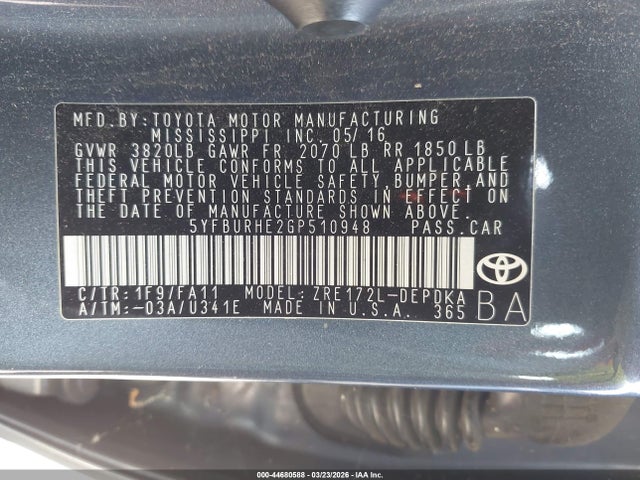 MFD.BY:TOYOTA MOTOR MANUFACTURING
MISSISSIPPI INC. 05/16
GVWR 3820LB GAWR FR 2070 LB RR 1850 LB
THIS VEHICLE CONFORMS TO ALL APPLICABLE
FEDERAL MOTOR VEHICLE SAFETY, BUMPER, AND
THEFT PREVENTION STANDARDS IN EFFECT ON
THE DATE OF MANUFACTURE SHOWN ABOVE.
5YFBURHE2GP510948 PASS.CAR
C/TR:1F9/FA11 MODEL:ZRE172L-DEPDKA
A/TM:-03A/U341E MADE IN U.S.A. 365
BA
000-44680588 - 03/23/2026 - IAA Inc.